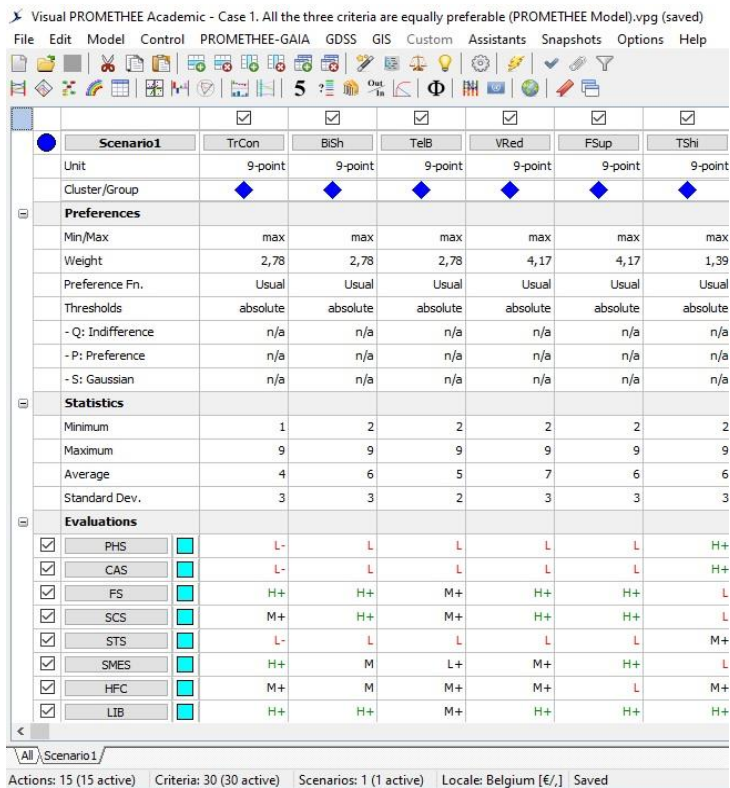 Visual PROMETHEE Academic - Case 1. All the three criteria are equally preferable (PROMETHEE Model).vpg (saved)
File Edit Model Control PROMETHEE-GAIA GDSS GIS Custom Assistants Snapshots Options Help
5 Out In Φ
Scenario1 TrCon BiSh TelB VRed FSup TShi
Unit 9-point 9-point 9-point 9-point 9-point 9-point
Cluster/Group
Preferences
Min/Max max max max max max max
Weight 2,78 2,78 2,78 4,17 4,17 1,39
Preference Fn. Usual Usual Usual Usual Usual Usual
Thresholds absolute absolute absolute absolute absolute absolute
- Q: Indifference n/a n/a n/a n/a n/a n/a
- P: Preference n/a n/a n/a n/a n/a n/a
- S: Gaussian n/a n/a n/a n/a n/a n/a
Statistics
Minimum 1 2 2 2 2 2
Maximum 9 9 9 9 9 9
Average 4 6 5 7 6 6
Standard Dev. 3 3 2 3 3 3
Evaluations
PHS L- L L L L H+
CAS L- L L L L H+
FS H+ H+ M+ H+ H+ L
SCS M+ H+ M+ H+ H+ L
STS L- L L L L M+
SMES H+ M L+ M+ H+ L
HFC M+ M M+ M+ L M+
LIB H+ H+ M+ H+ H+ H+
All Scenario1
Actions: 15 (15 active) Criteria: 30 (30 active) Scenarios: 1 (1 active) Locale: Belgium [€/,] Saved